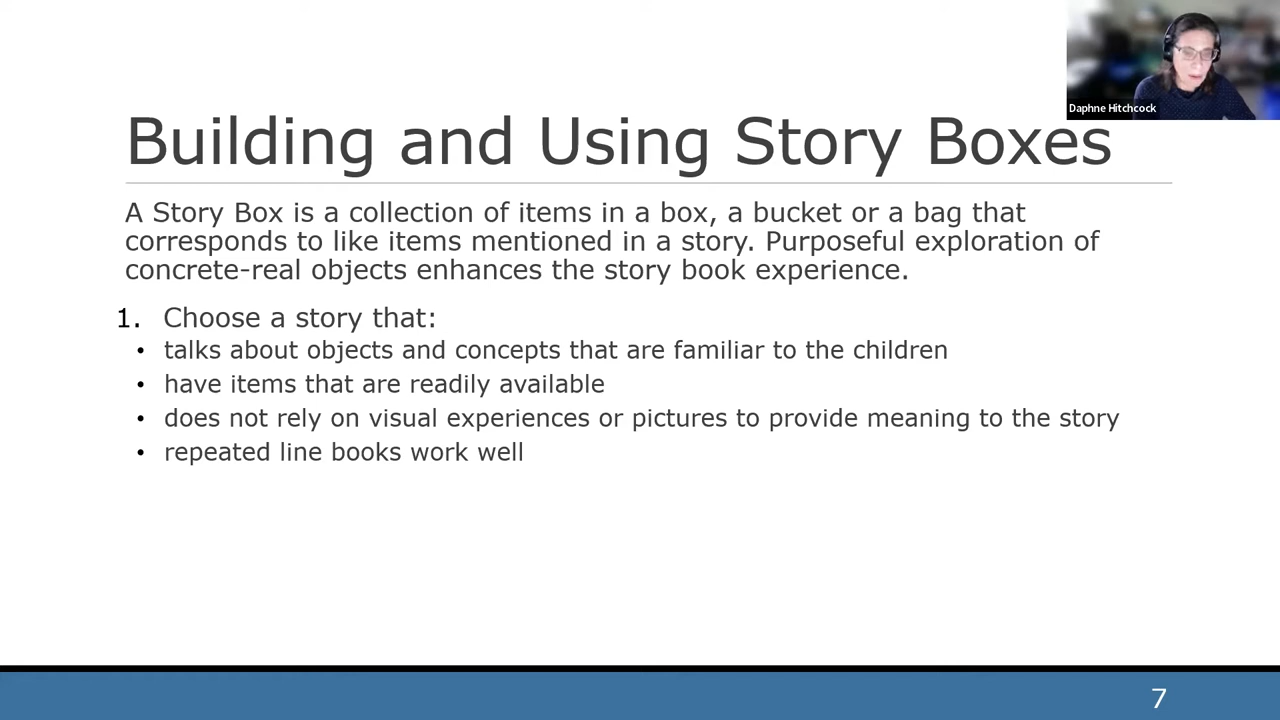 Daphne Hitchcock
Building and Using Story Boxes
A Story Box is a collection of items in a box, a bucket or a bag that
corresponds to like items mentioned in a story. Purposeful exploration of
concrete-real objects enhances the story book experience.
1. Choose a story that:
• talks about objects and concepts that are familiar to the children
• have items that are readily available
• does not rely on visual experiences or pictures to provide meaning to the story
• repeated line books work well
7